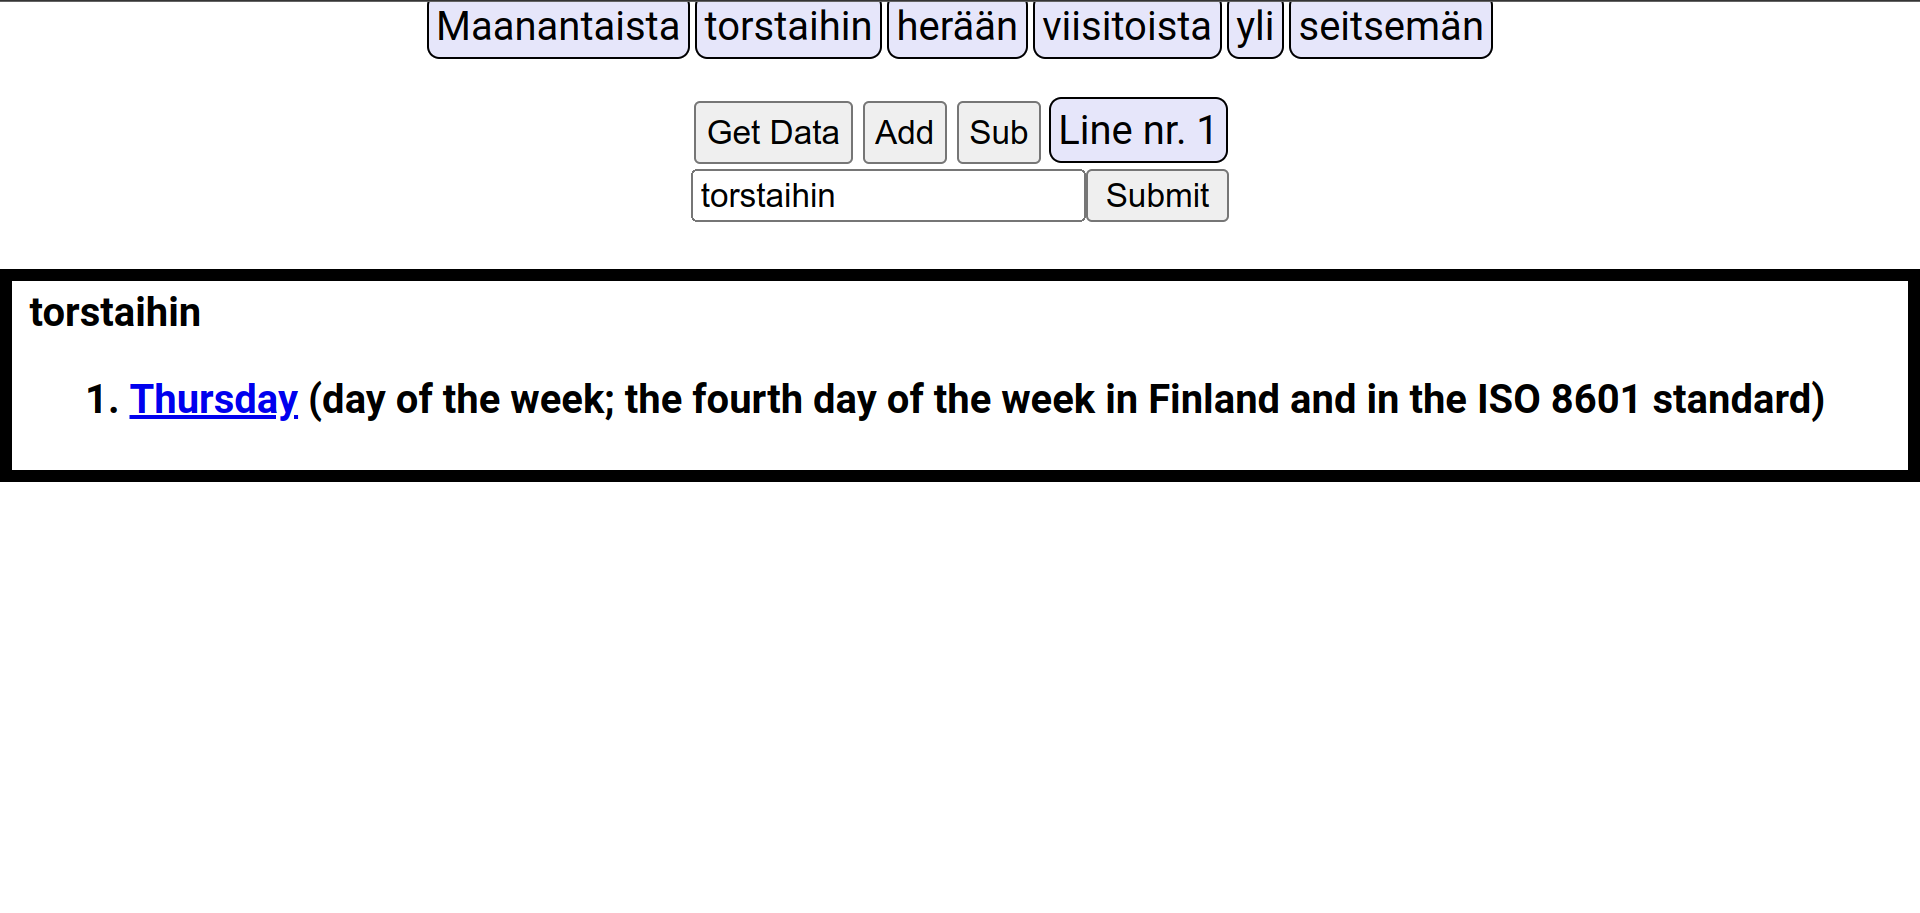 Maanantaista torstaihin herään viisitoista yli seitsemän
Get Data Add Sub Line nr. 1
torstaihin Submit
torstaihin
1. Thursday (day of the week; the fourth day of the week in Finland and in the ISO 8601 standard)